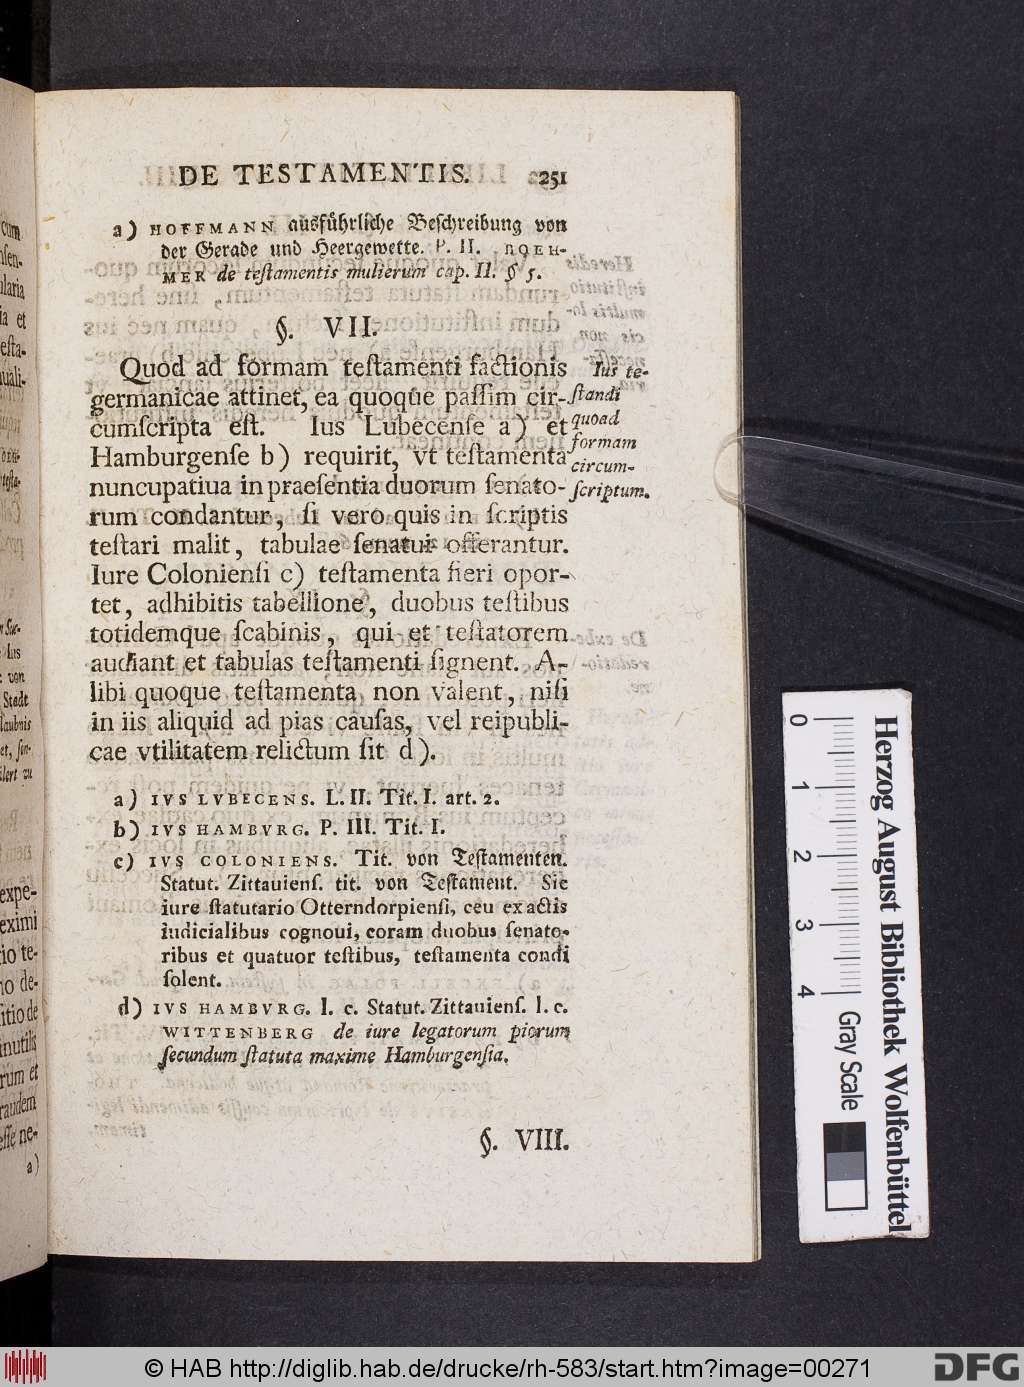 DE TESTAMENTIS. 251
a) HOFFMANN ausführliche Beschreibung von
der Gerade und Heergewette. P. II. BOEH-
MER de teſtamentis mulierum cap. II. § 5.
§. VII.
Quod ad formam teſtamenti factionis
germanicae attinet, ea quoque paſſim cir-
cumſcripta eſt. Ius Lubecenſe a) et
Hamburgenſe b) requirit, vt teſtamenta
nuncupatiua in praeſentia duorum ſenato-
rum condantur, ſi vero quis in ſcriptis
teſtari malit, tabulae ſenatui offerantur.
Iure Colonienſi c) teſtamenta fieri opor-
tet, adhibitis tabellione, duobus teſtibus
totidemque ſcabinis, qui et teſtatorem
audiant et tabulas teſtamenti ſignent. A-
libi quoque teſtamenta non valent, niſi
in iis aliquid ad pias cauſas, vel reipubli-
cae vtilitatem relictum ſit d).
Ius te-
ſtandi
quoad
formam
circum-
ſcriptum.
a) IVS LVBECENS. L. II. Tit. I. art. 2.
b) IVS HAMBVRG. P. III. Tit. I.
c) IVS COLONIENS. Tit. von Teſtamenten.
Statut. Zittauienſ. tit. von Teſtament. Sic
iure ſtatutario Otterndorpienſi, ceu ex actis
iudicialibus cognoui, coram duobus ſenato-
ribus et quatuor teſtibus, teſtamenta condi
ſolent.
d) IVS HAMBVRG. l. c. Statut. Zittauienſ. l. c.
WITTENBERG de iure legatorum piorum
ſecundum ſtatuta maxime Hamburgenſia.
§. VIII.
0 1 2 3 4 Gray Scale
Herzog August Bibliothek Wolfenbüttel
© HAB http://diglib.hab.de/drucke/rh-583/start.htm?image=00271
DFG